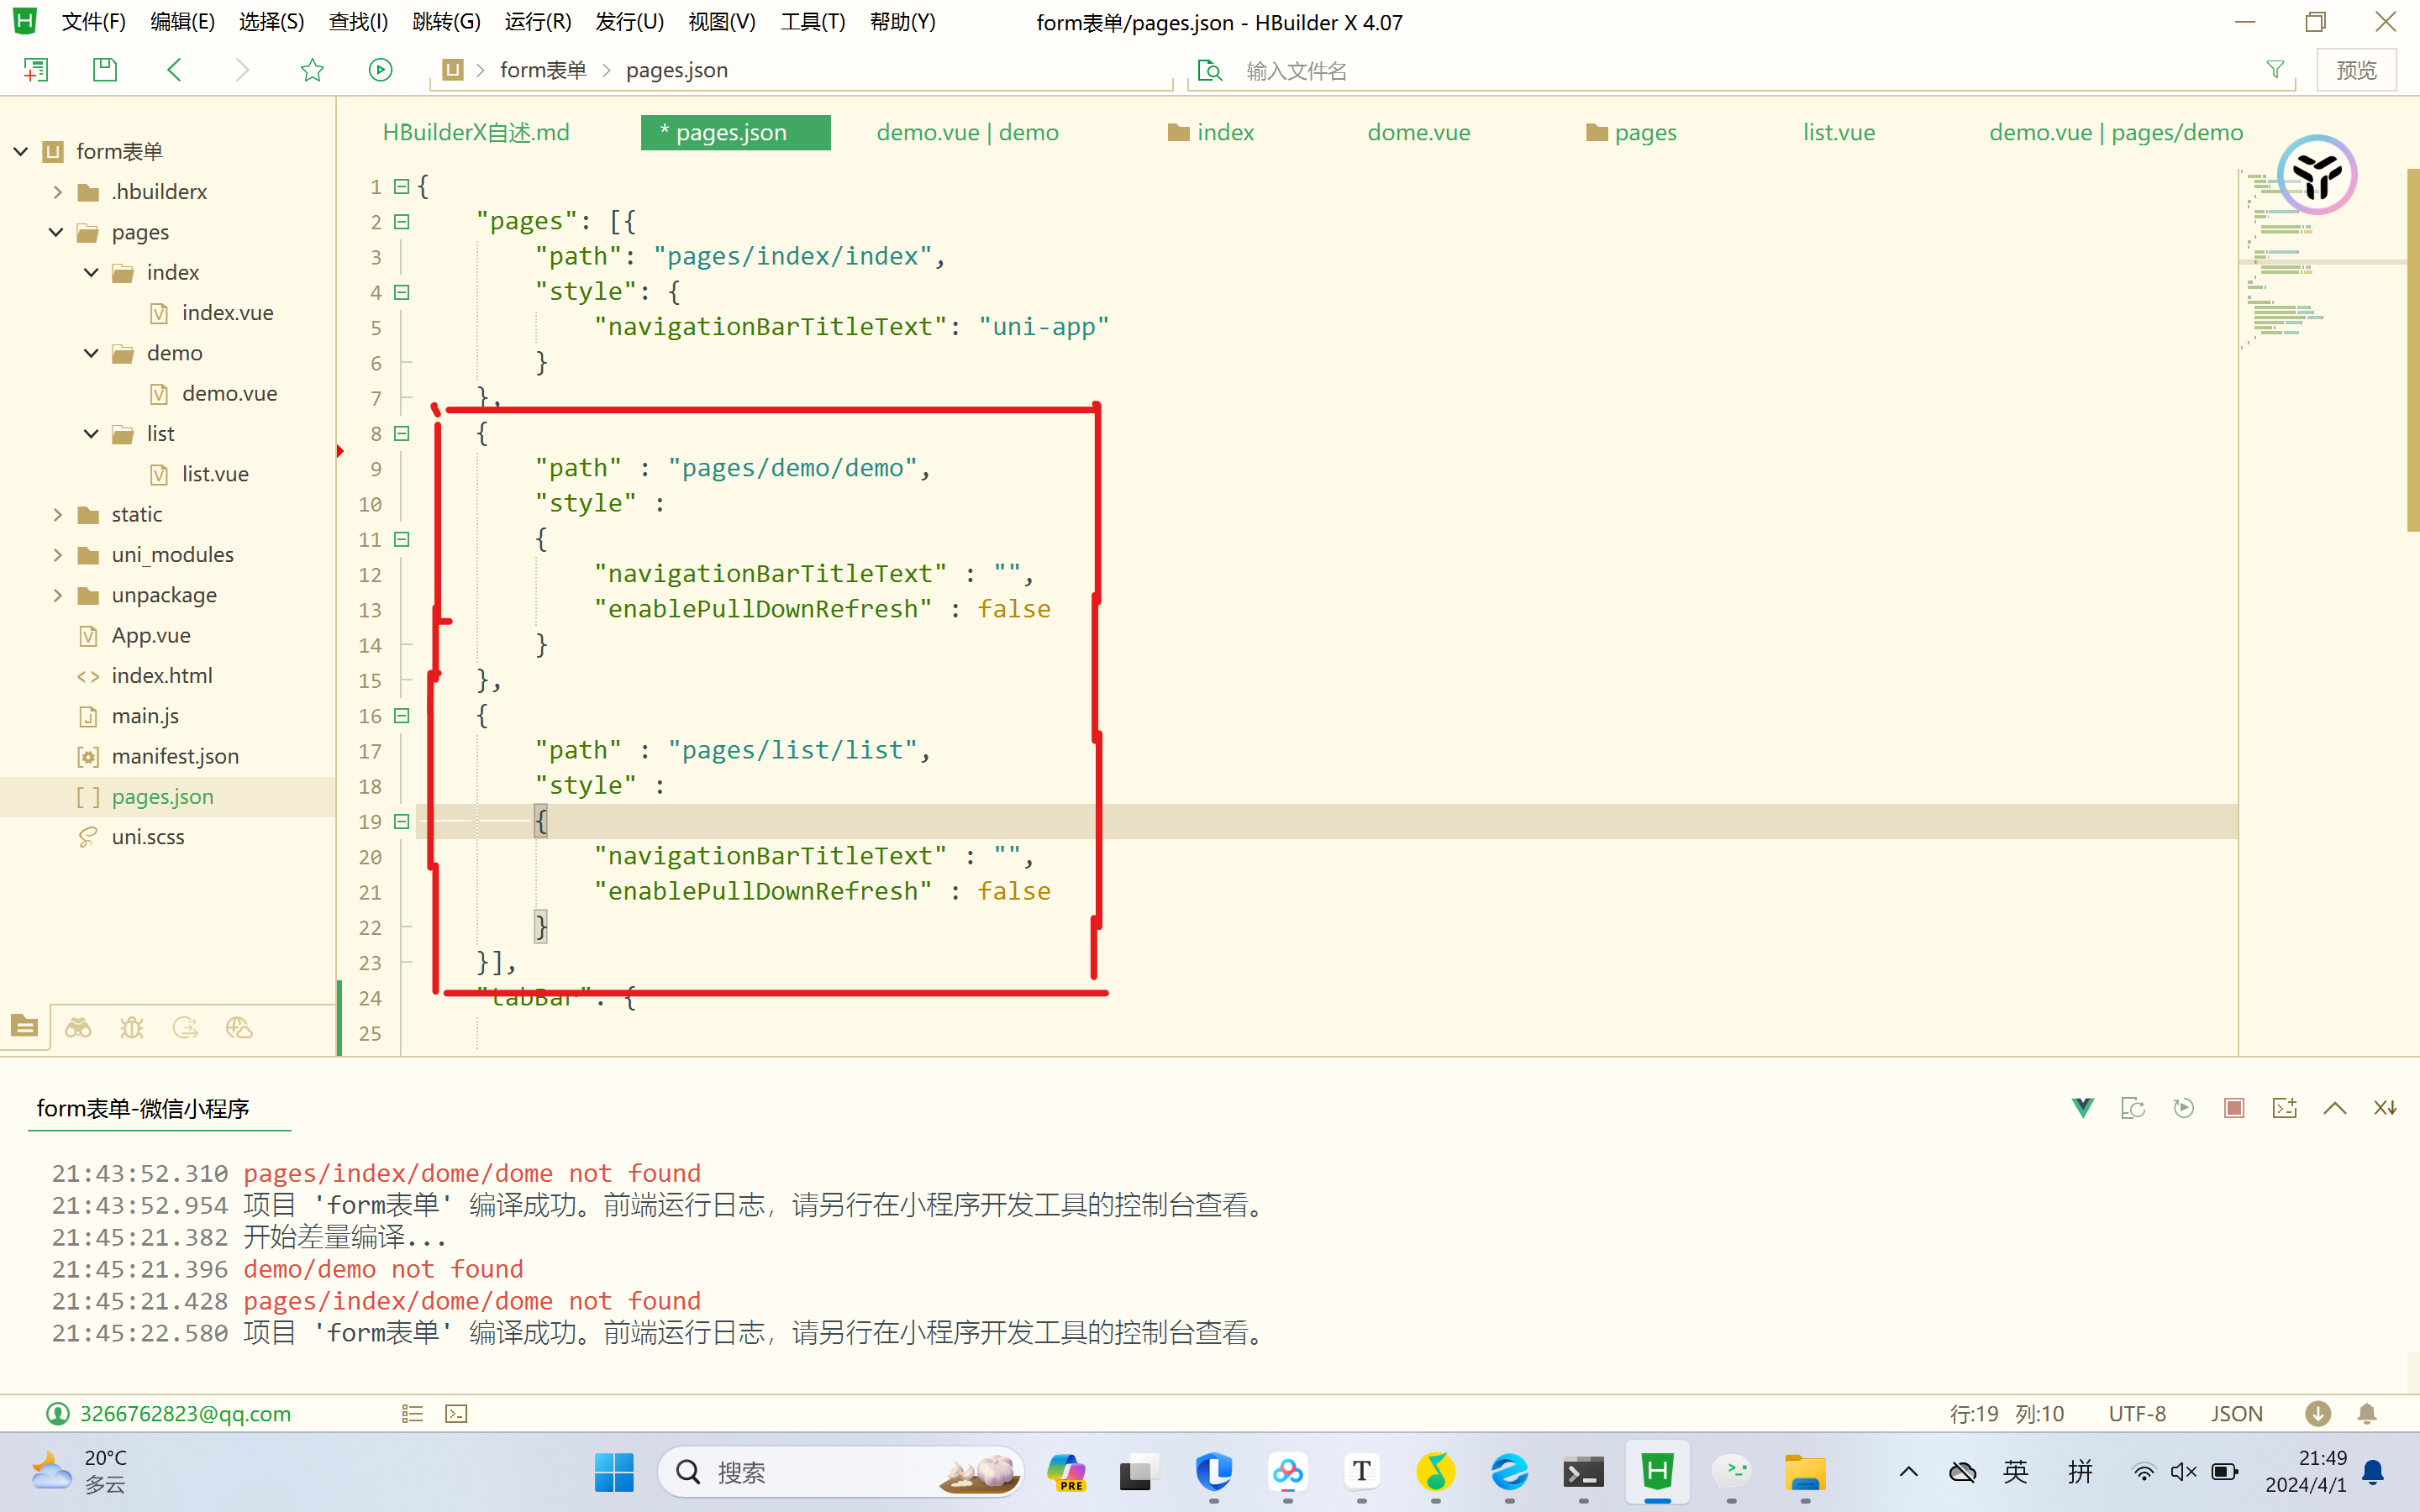 文件(F) 编辑(E) 选择(S) 查找(I) 跳转(G) 运行(R) 发行(U) 视图(V) 工具(T) 帮助(Y) form表单/pages.json - HBuilder X 4.07
form表单 pages.json 输入文件名 预览
HBuilderX自述.md * pages.json demo.vue | demo index dome.vue pages list.vue demo.vue | pages/demo
form表单
.hbuilderx
pages
index
index.vue
demo
demo.vue
list
list.vue
static
uni_modules
unpackage
App.vue
index.html
main.js
manifest.json
pages.json
uni.scss
1 {
2 "pages": [{
3 "path": "pages/index/index",
4 "style": {
5 "navigationBarTitleText": "uni-app"
6 }
7 },
8 {
9 "path" : "pages/demo/demo",
10 "style" :
11 {
12 "navigationBarTitleText" : "",
13 "enablePullDownRefresh" : false
14 }
15 },
16 {
17 "path" : "pages/list/list",
18 "style" :
19 {
20 "navigationBarTitleText" : "",
21 "enablePullDownRefresh" : false
22 }
23 }],
24 "tabBar": {
25
form表单-微信小程序
21:43:52.310 pages/index/dome/dome not found
21:43:52.954 项目 'form表单' 编译成功。前端运行日志，请另行在小程序开发工具的控制台查看。
21:45:21.382 开始差量编译...
21:45:21.396 demo/demo not found
21:45:21.428 pages/index/dome/dome not found
21:45:22.580 项目 'form表单' 编译成功。前端运行日志，请另行在小程序开发工具的控制台查看。
3266762823@qq.com 行:19 列:10 UTF-8 JSON
20°C
多云
搜索
PRE
英 拼
21:49
2024/4/1